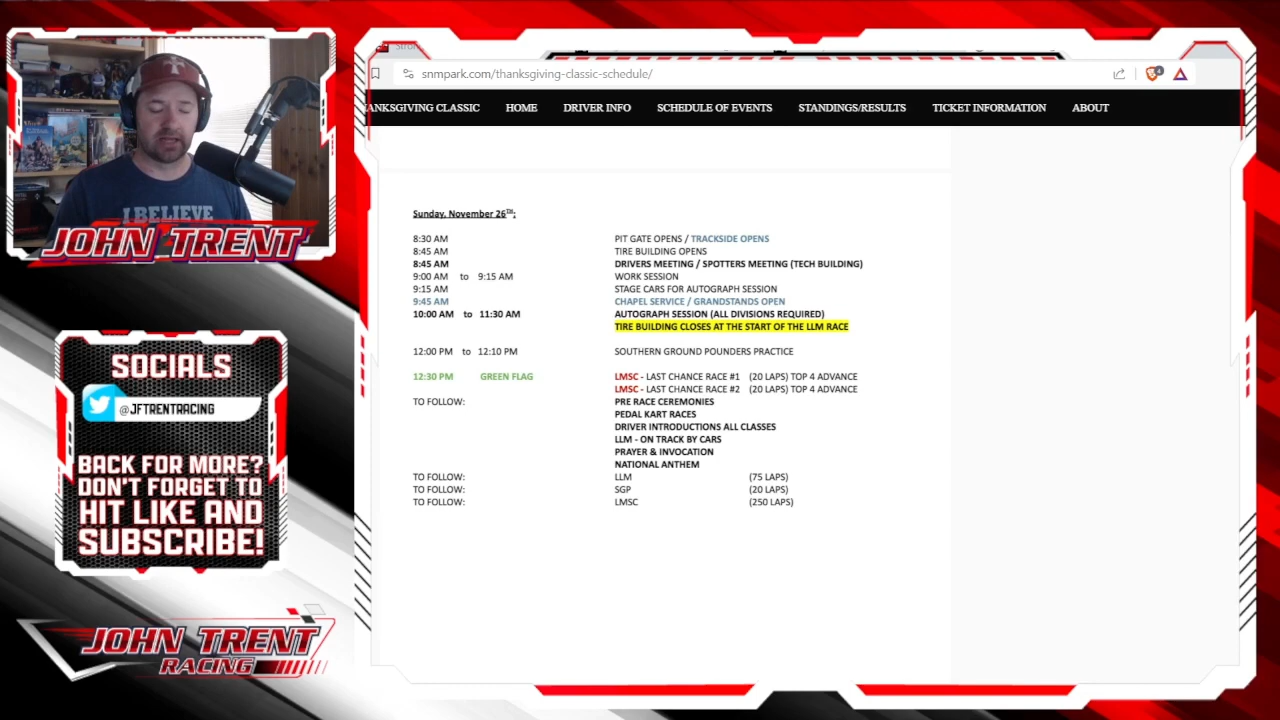 snmpark.com/thanksgiving-classic-schedule/
4
ANKSGIVING CLASSIC HOME DRIVER INFO SCHEDULE OF EVENTS STANDINGS/RESULTS TICKET INFORMATION ABOUT
I BELIEVE
JOHN TRENT
Sunday, November 26TH:
8:30 AM PIT GATE OPENS / TRACKSIDE OPENS
8:45 AM TIRE BUILDING OPENS
8:45 AM DRIVERS MEETING / SPOTTERS MEETING (TECH BUILDING)
9:00 AM to 9:15 AM WORK SESSION
9:15 AM STAGE CARS FOR AUTOGRAPH SESSION
9:45 AM CHAPEL SERVICE / GRANDSTANDS OPEN
10:00 AM to 11:30 AM AUTOGRAPH SESSION (ALL DIVISIONS REQUIRED)
TIRE BUILDING CLOSES AT THE START OF THE LLM RACE
12:00 PM to 12:10 PM SOUTHERN GROUND POUNDERS PRACTICE
12:30 PM GREEN FLAG LMSC - LAST CHANCE RACE #1 (20 LAPS) TOP 4 ADVANCE
LMSC - LAST CHANCE RACE #2 (20 LAPS) TOP 4 ADVANCE
TO FOLLOW: PRE RACE CEREMONIES
PEDAL KART RACES
DRIVER INTRODUCTIONS ALL CLASSES
LLM - ON TRACK BY CARS
PRAYER & INVOCATION
NATIONAL ANTHEM
TO FOLLOW: LLM (75 LAPS)
TO FOLLOW: SGP (20 LAPS)
TO FOLLOW: LMSC (250 LAPS)
SOCIALS
@JFTRENTRACING
BACK FOR MORE?
DON'T FORGET TO
HIT LIKE AND
SUBSCRIBE!
JOHN TRENT
RACING